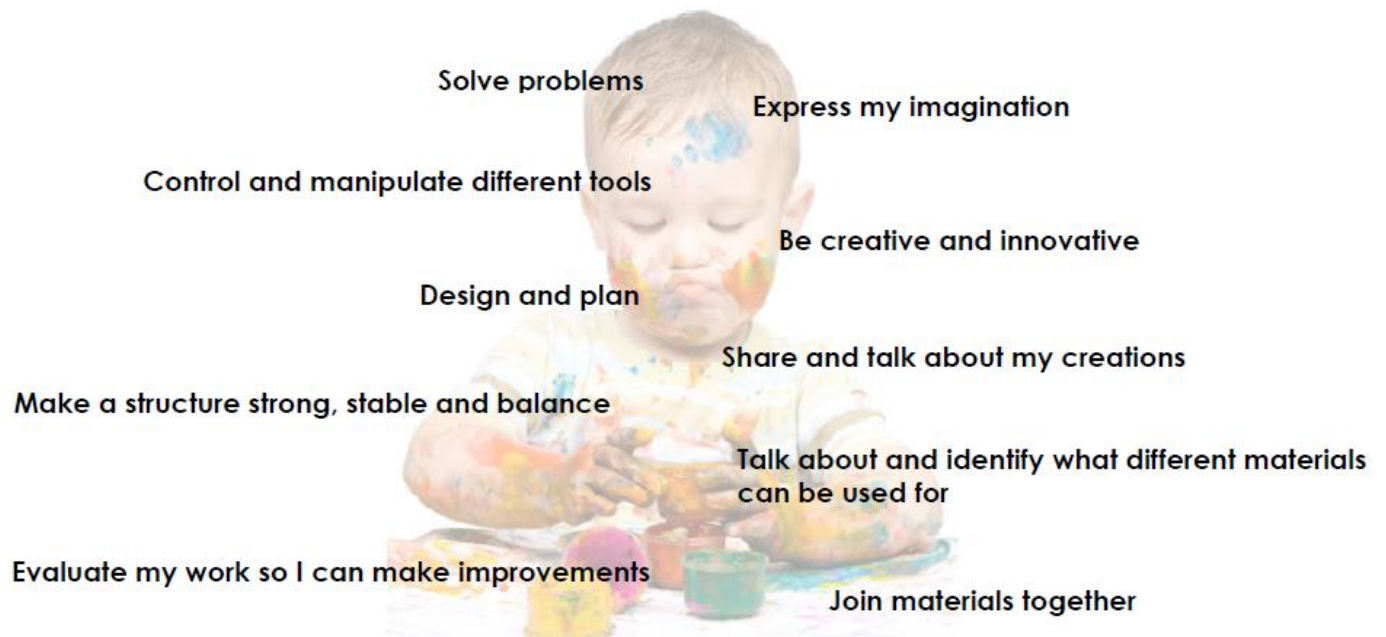 Solve problems
Express my imagination
Control and manipulate different tools
Be creative and innovative
Design and plan
Share and talk about my creations
Make a structure strong, stable and balance
Talk about and identify what different materials
can be used for
Evaluate my work so I can make improvements
Join materials together